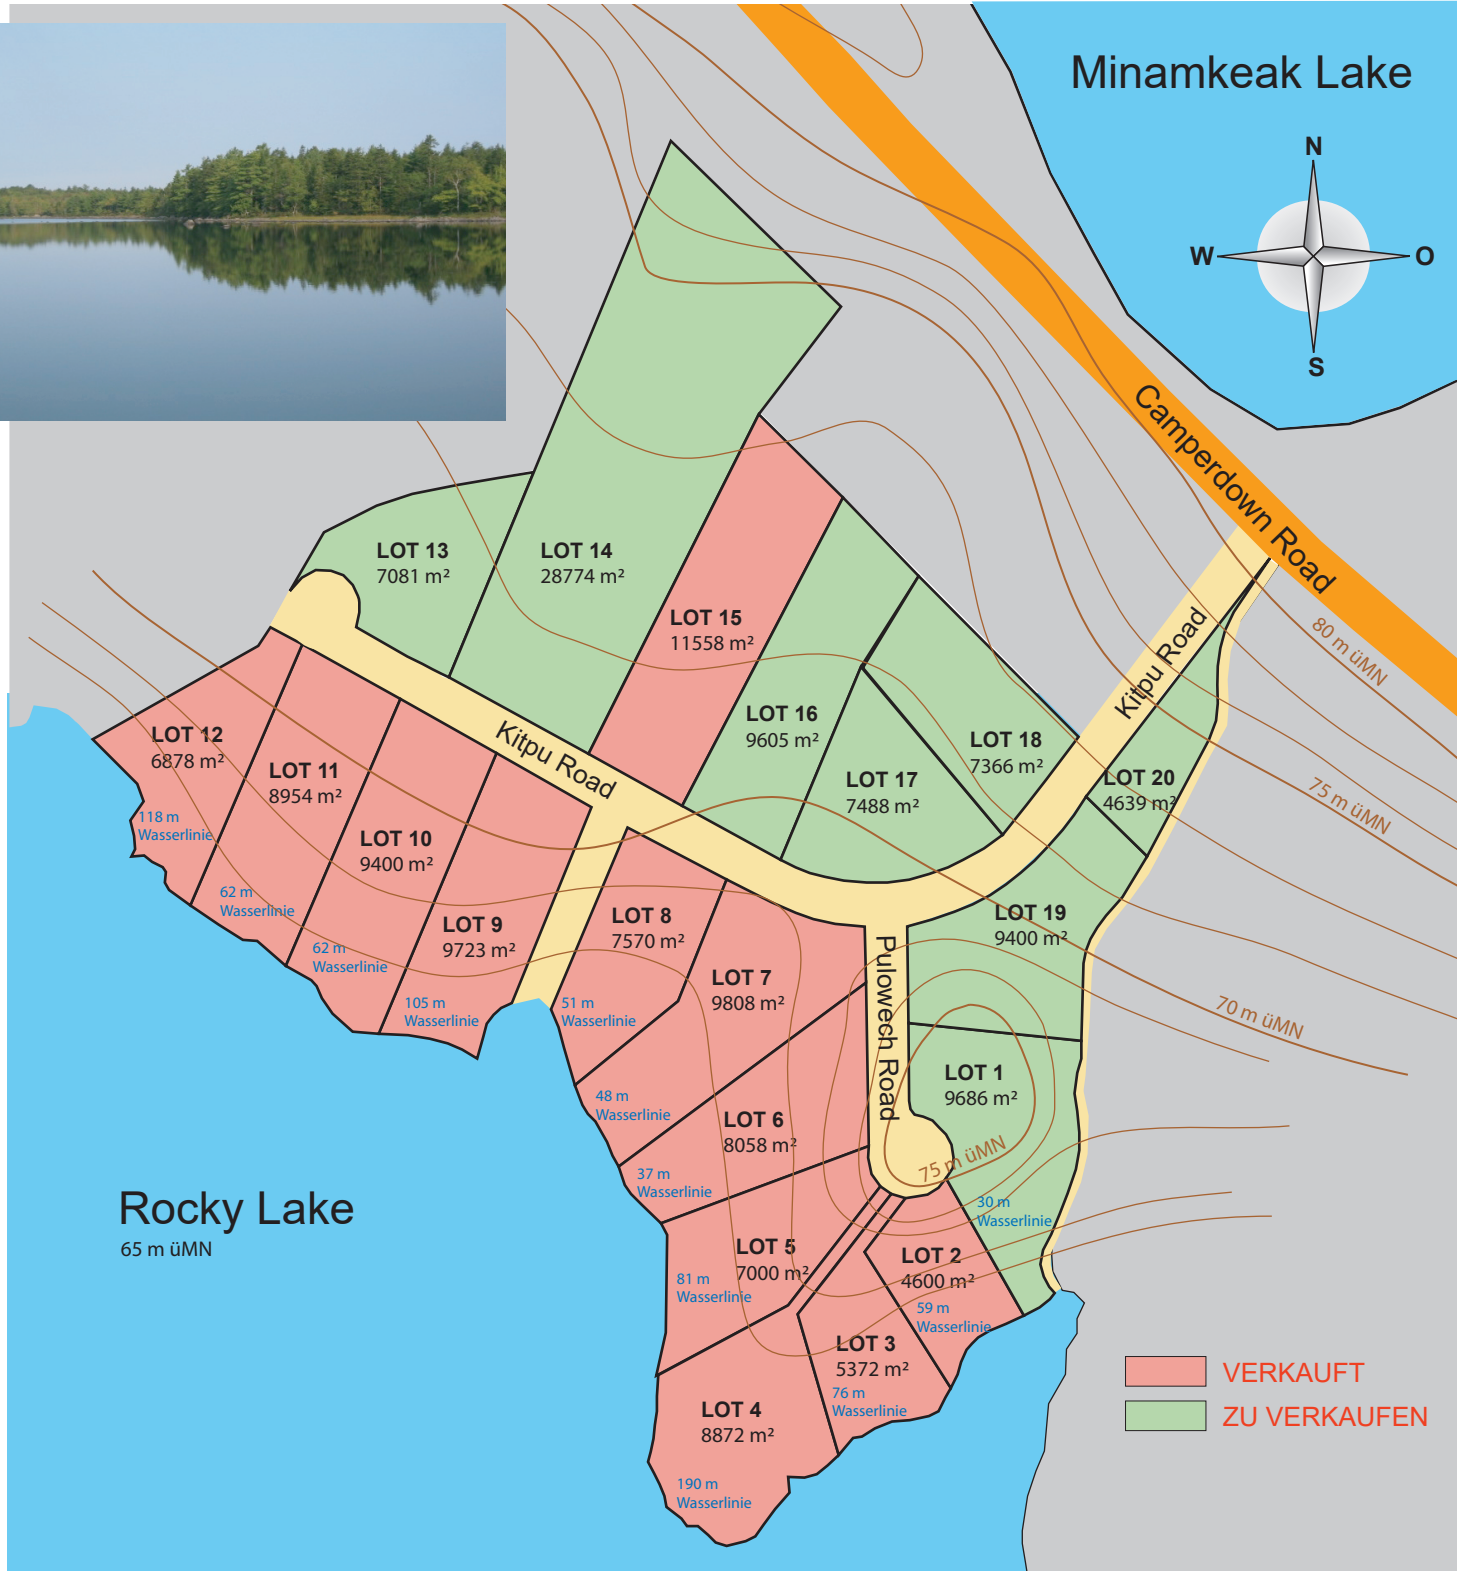 Minamkeak Lake
N
W
O
S
Camperdown Road
Kitpu Road
80 m üMN
75 m üMN
70 m üMN
LOT 13
7081 m²
LOT 14
28774 m²
LOT 15
11558 m²
LOT 16
9605 m²
LOT 17
7488 m²
LOT 18
7366 m²
LOT 20
4639 m²
LOT 19
9400 m²
Kitpu Road
LOT 12
6878 m²
118 m
Wasserlinie
LOT 11
8954 m²
62 m
Wasserlinie
LOT 10
9400 m²
62 m
Wasserlinie
LOT 9
9723 m²
105 m
Wasserlinie
LOT 8
7570 m²
51 m
Wasserlinie
LOT 7
9808 m²
48 m
Wasserlinie
Pulowech Road
LOT 1
9686 m²
75 m üMN
30 m
Wasserlinie
LOT 6
8058 m²
37 m
Wasserlinie
LOT 5
7000 m²
81 m
Wasserlinie
LOT 2
4600 m²
59 m
Wasserlinie
LOT 3
5372 m²
76 m
Wasserlinie
LOT 4
8872 m²
190 m
Wasserlinie
Rocky Lake
65 m üMN
VERKAUFT
ZU VERKAUFEN